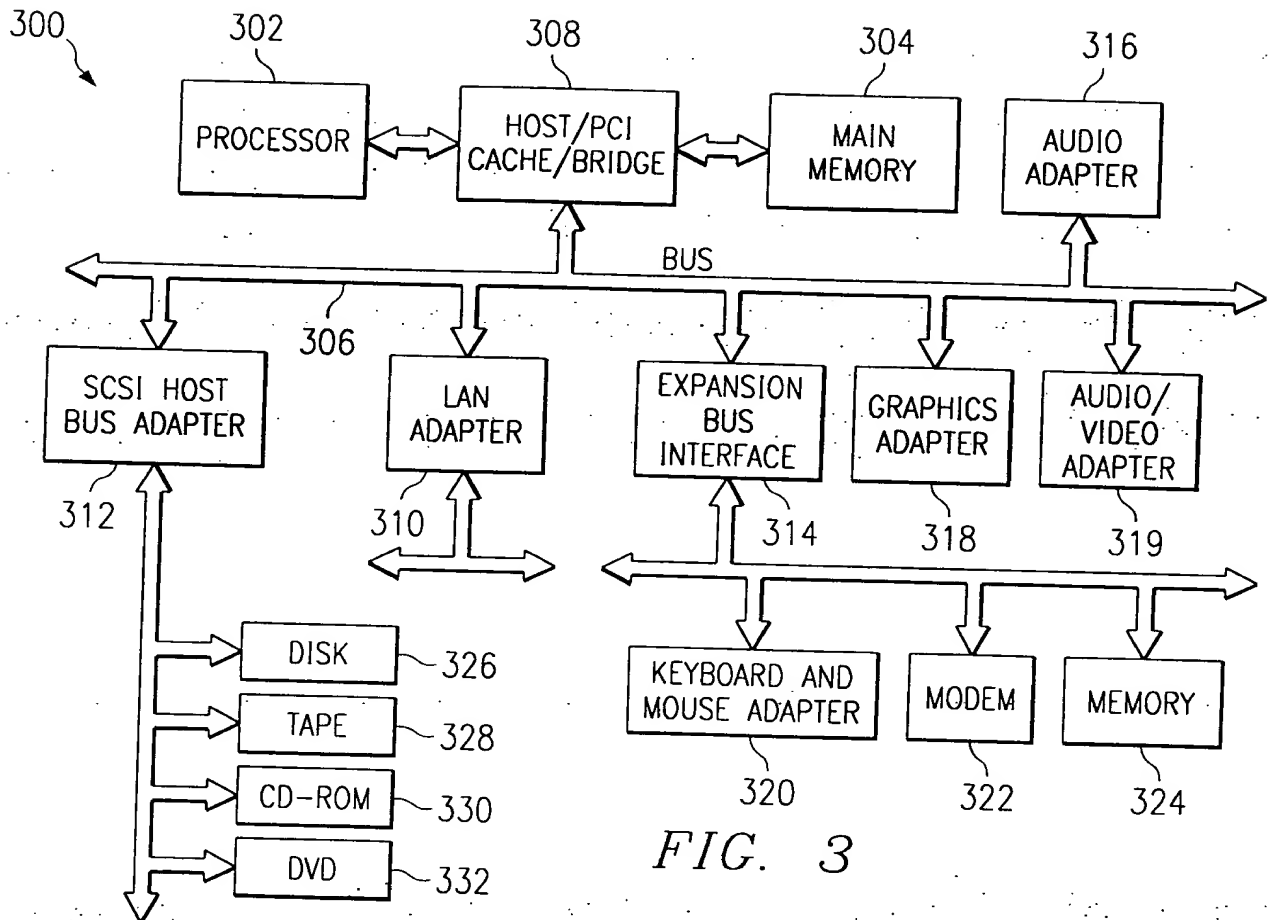 300
302
308
304
316
PROCESSOR
HOST/PCI
CACHE/BRIDGE
MAIN
MEMORY
AUDIO
ADAPTER
BUS
306
SCSI HOST
BUS ADAPTER
LAN
ADAPTER
EXPANSION
BUS
INTERFACE
GRAPHICS
ADAPTER
AUDIO/
VIDEO
ADAPTER
312
310
314
318
319
DISK
326
TAPE
328
CD-ROM
330
DVD
332
KEYBOARD AND
MOUSE ADAPTER
MODEM
MEMORY
320
322
324
FIG. 3